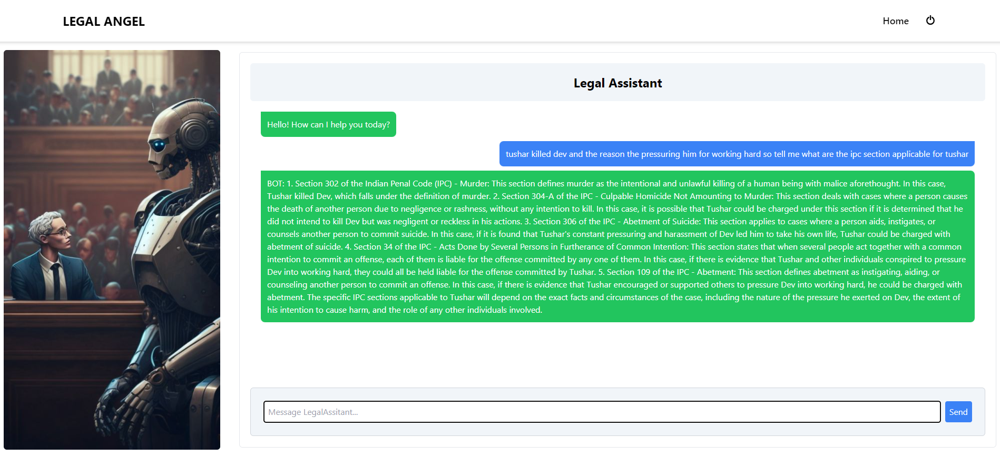 LEGAL ANGEL
Home
Legal Assistant
Hello! How can I help you today?
tushar killed dev and the reason the pressuring him for working hard so tell me what are the ipc section applicable for tushar
BOT: 1. Section 302 of the Indian Penal Code (IPC) - Murder: This section defines murder as the intentional and unlawful killing of a human being with malice aforethought. In this case,
Tushar killed Dev, which falls under the definition of murder. 2. Section 304-A of the IPC - Culpable Homicide Not Amounting to Murder: This section deals with cases where a person causes
the death of another person due to negligence or rashness, without any intention to kill. In this case, it is possible that Tushar could be charged under this section if it is determined that he
did not intend to kill Dev but was negligent or reckless in his actions. 3. Section 306 of the IPC - Abetment of Suicide: This section applies to cases where a person aids, instigates, or
counsels another person to commit suicide. In this case, if it is found that Tushar's constant pressuring and harassment of Dev led him to take his own life, Tushar could be charged with
abetment of suicide. 4. Section 34 of the IPC - Acts Done by Several Persons in Furtherance of Common Intention: This section states that when several people act together with a common
intention to commit an offense, each of them is liable for the offense committed by any one of them. In this case, if there is evidence that Tushar and other individuals conspired to pressure
Dev into working hard, they could all be held liable for the offense committed by Tushar. 5. Section 109 of the IPC - Abetment: This section defines abetment as instigating, aiding, or
counseling another person to commit an offense. In this case, if there is evidence that Tushar encouraged or supported others to pressure Dev into working hard, he could be charged with
abetment. The specific IPC sections applicable to Tushar will depend on the exact facts and circumstances of the case, including the nature of the pressure he exerted on Dev, the extent of
his intention to cause harm, and the role of any other individuals involved.
Message LegalAssitant...
Send